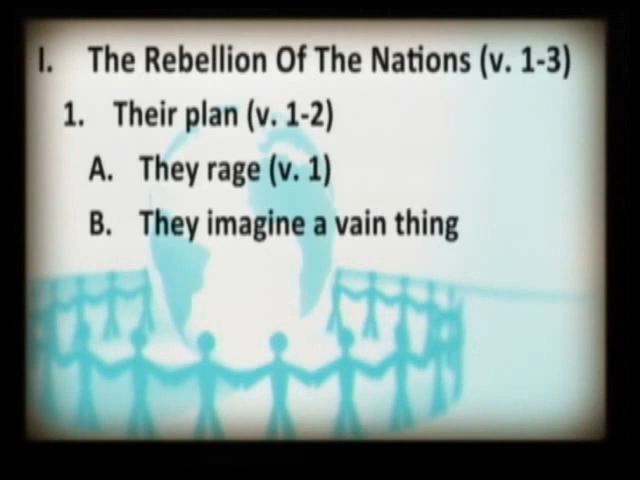 I. The Rebellion Of The Nations (v. 1-3)
1. Their plan (v. 1-2)
A. They rage (v. 1)
B. They imagine a vain thing